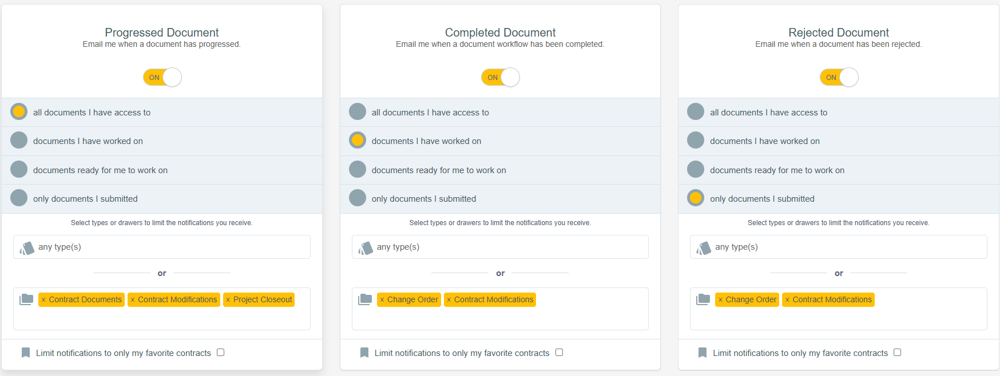 Progressed Document
Email me when a document has progressed.
ON
all documents I have access to
documents I have worked on
documents ready for me to work on
only documents I submitted
Select types or drawers to limit the notifications you receive.
any type(s)
or
× Contract Documents × Contract Modifications × Project Closeout
Limit notifications to only my favorite contracts
Completed Document
Email me when a document workflow has been completed.
ON
all documents I have access to
documents I have worked on
documents ready for me to work on
only documents I submitted
Select types or drawers to limit the notifications you receive.
any type(s)
or
× Change Order × Contract Modifications
Limit notifications to only my favorite contracts
Rejected Document
Email me when a document has been rejected.
ON
all documents I have access to
documents I have worked on
documents ready for me to work on
only documents I submitted
Select types or drawers to limit the notifications you receive.
any type(s)
or
× Change Order × Contract Modifications
Limit notifications to only my favorite contracts